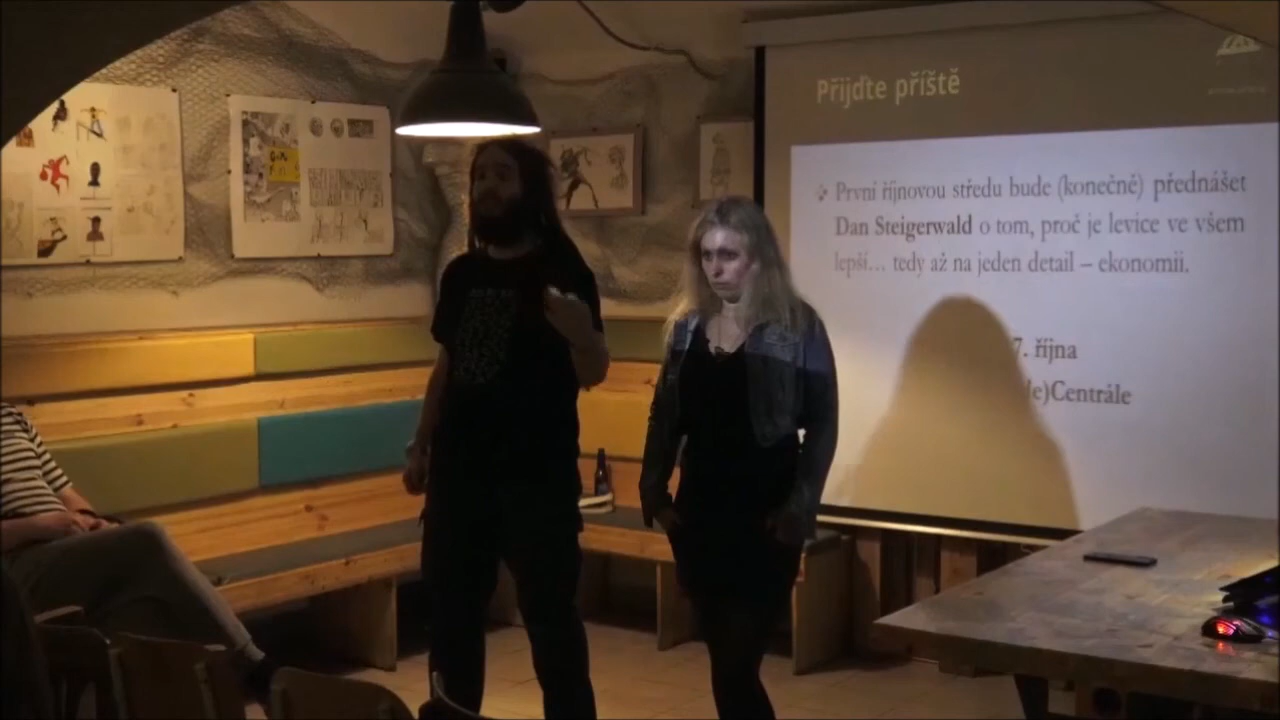 Přijďte příště
První říjnovou středu bude (konečně) přednášet
Dan Steigerwald o tom, proč je levice ve všem
lepší… tedy až na jeden detail – ekonomii.
7. října
e)Centrále